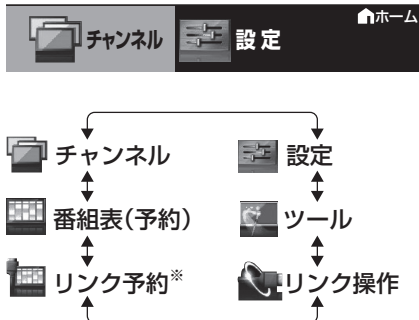 チャンネル 設定 ホーム
チャンネル 設定
番組表(予約) ツール
リンク予約※ リンク操作